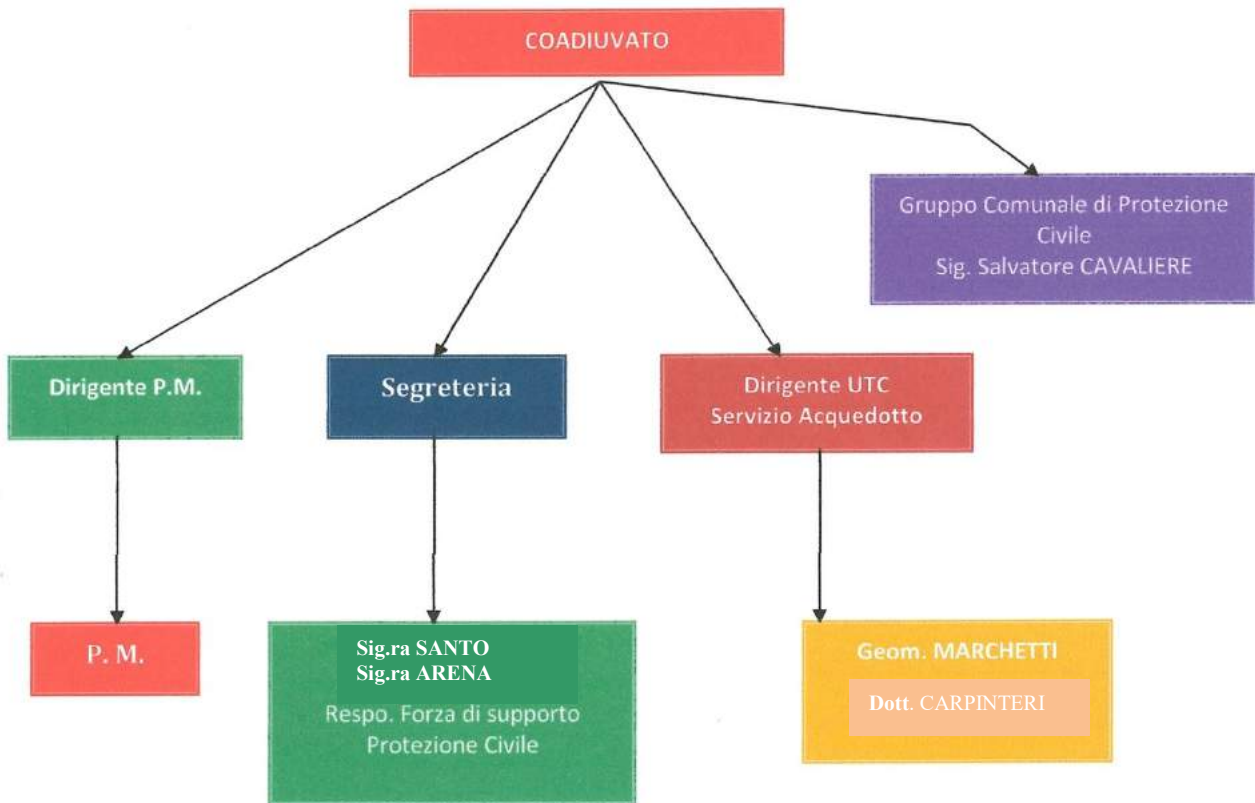 COADIUVATO
Gruppo Comunale di Protezione
Civile
Sig. Salvatore CAVALIERE
Dirigente P.M.
Segreteria
Dirigente UTC
Servizio Acquedotto
P. M.
Sig.ra SANTO
Sig.ra ARENA
Respo. Forza di supporto
Protezione Civile
Geom. MARCHETTI
Dott. CARPINTERI